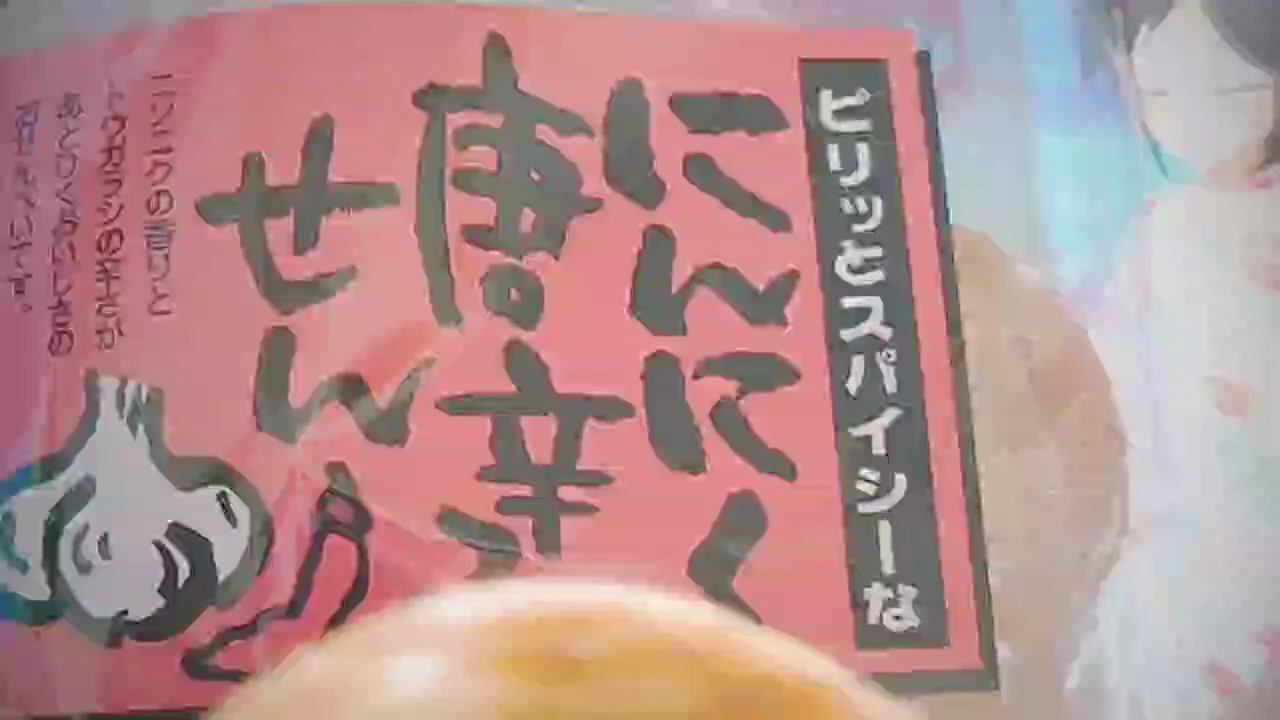 ピリッとスパイシーな
にんにく
唐辛
せん
ニンニクの香りと
トウガラシの辛さが
あとひくおいしさの